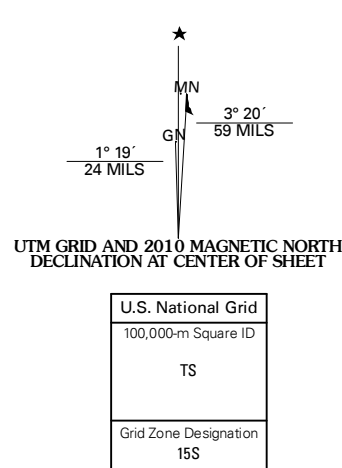 ★
MN
3° 20´
59 MILS
GN
1° 19´
24 MILS
UTM GRID AND 2010 MAGNETIC NORTH
DECLINATION AT CENTER OF SHEET
U.S. National Grid
100,000-m Square ID
TS
Grid Zone Designation
15S